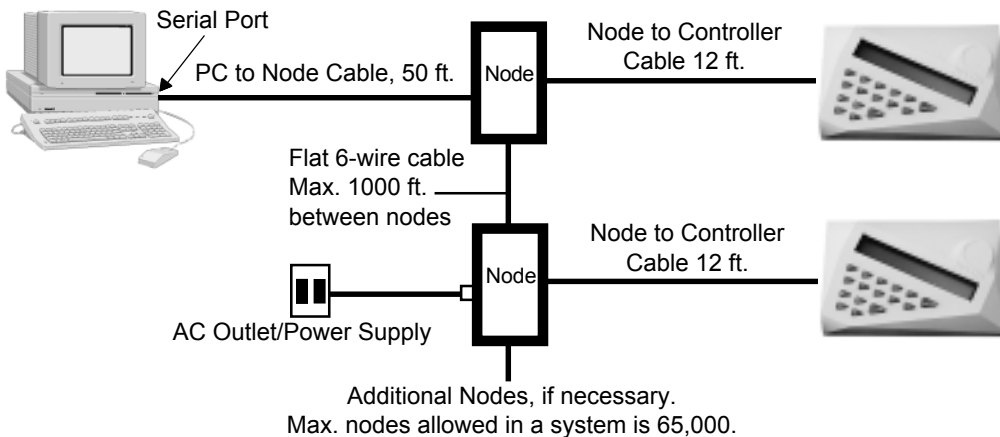 Serial Port
PC to Node Cable, 50 ft.
Node
Node to Controller
Cable 12 ft.
Flat 6-wire cable
Max. 1000 ft.
between nodes
Node
Node to Controller
Cable 12 ft.
AC Outlet/Power Supply
Additional Nodes, if necessary.
Max. nodes allowed in a system is 65,000.